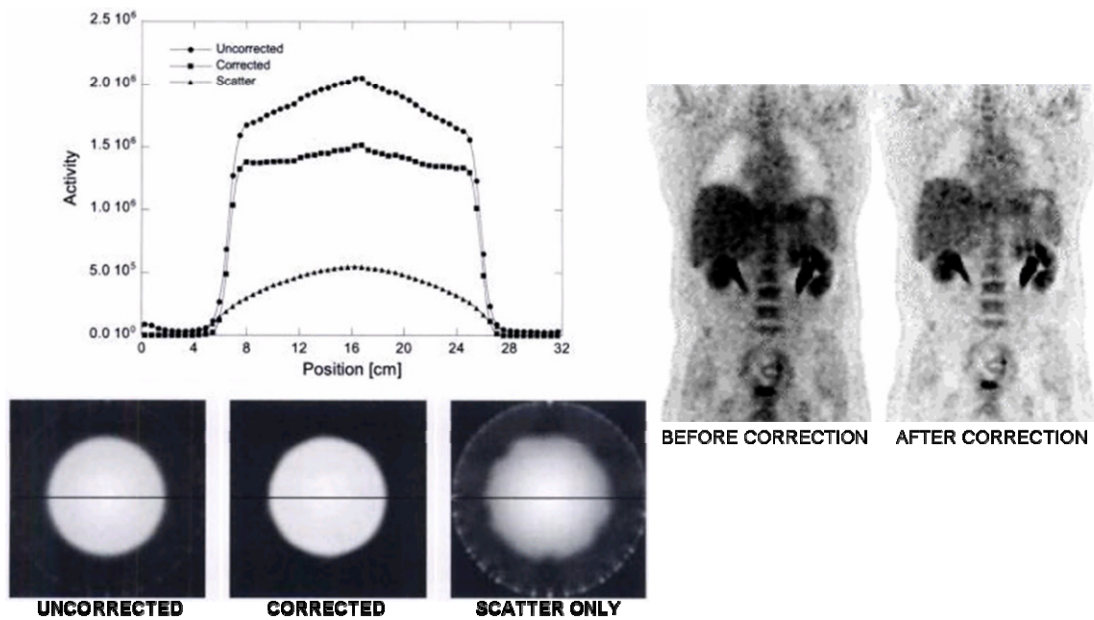 2.5 10⁶
2.0 10⁶
1.5 10⁶
1.0 10⁶
5.0 10⁵
0.0 10⁰
Activity
Uncorrected
Corrected
Scatter
0 4 8 12 16 20 24 28 32
Position [cm]
UNCORRECTED
CORRECTED
SCATTER ONLY
BEFORE CORRECTION
AFTER CORRECTION